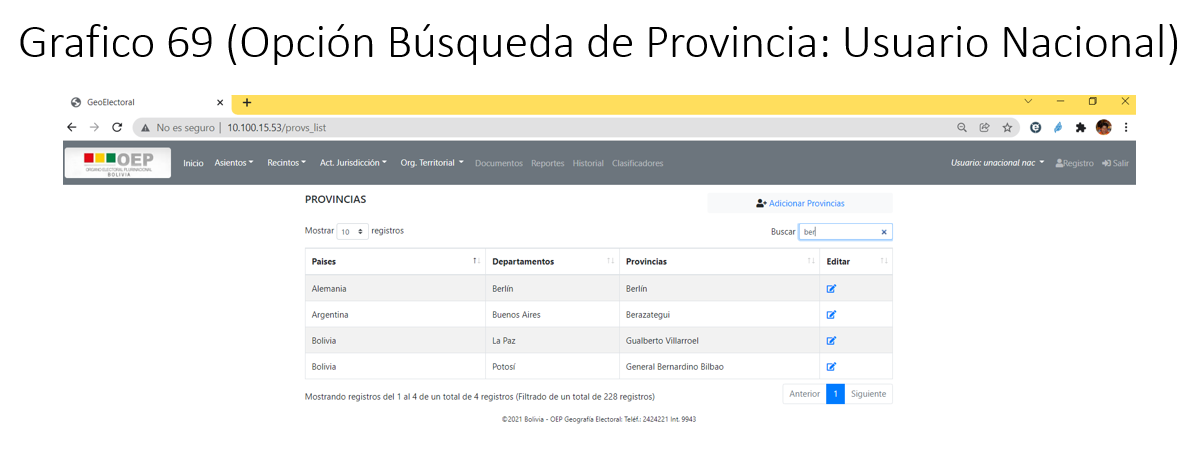 Grafico 69 (Opción Búsqueda de Provincia: Usuario Nacional)
GeoElectoral
No es seguro | 10.100.15.53/provs_list
OEP
ÓRGANO ELECTORAL PLURINACIONAL
BOLIVIA
Inicio Asientos Recintos Act. Jurisdicción Org. Territorial Documentos Reportes Historial Clasificadores Usuario: unacional nac Registro Salir
PROVINCIAS
Adicionar Provincias
Mostrar 10 registros
Buscar ber
Paises Departamentos Provincias Editar
Alemania Berlín Berlín
Argentina Buenos Aires Berazategui
Bolivia La Paz Gualberto Villarroel
Bolivia Potosí General Bernardino Bilbao
Mostrando registros del 1 al 4 de un total de 4 registros (Filtrado de un total de 228 registros)
Anterior 1 Siguiente
©2021 Bolivia - OEP Geografía Electoral: Teléf.: 2424221 Int. 9943